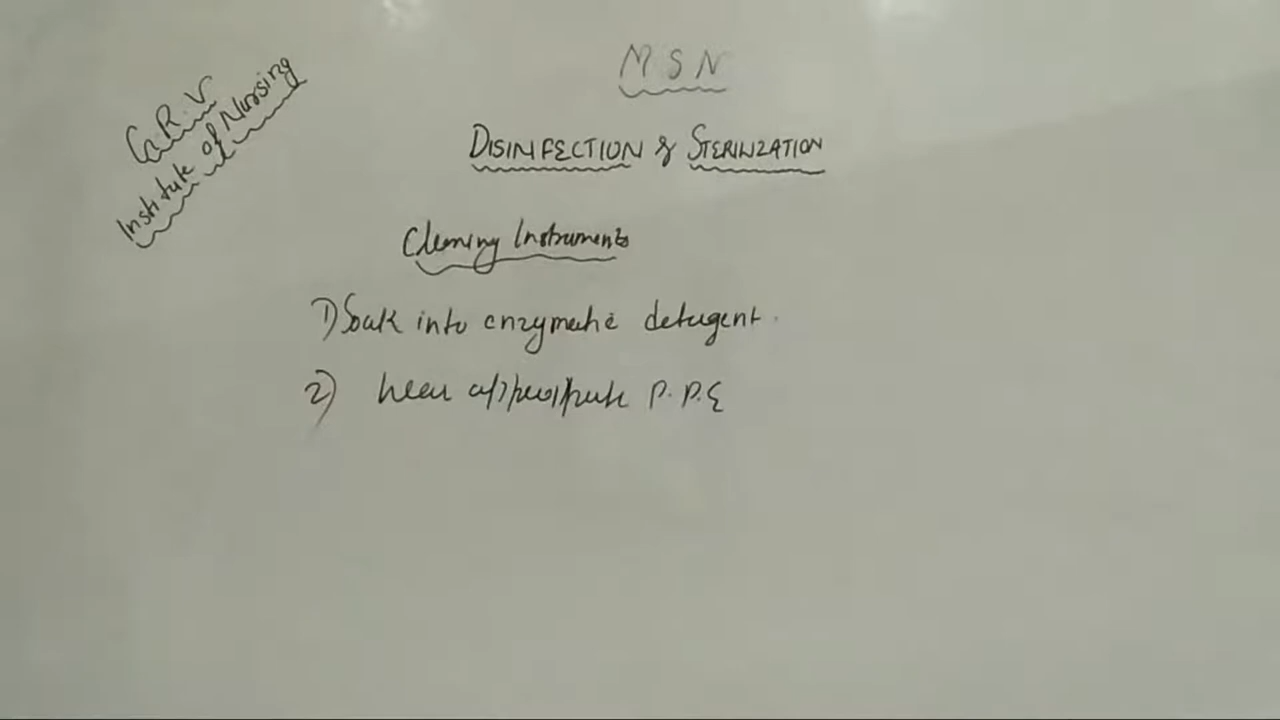 G.R.V
Institute of Nursing
MSN
DISINFECTION & STERILIZATION
Cleaning Instruments
1) Soak into enzymatic detergent.
2) Wear appropriate P.P.E